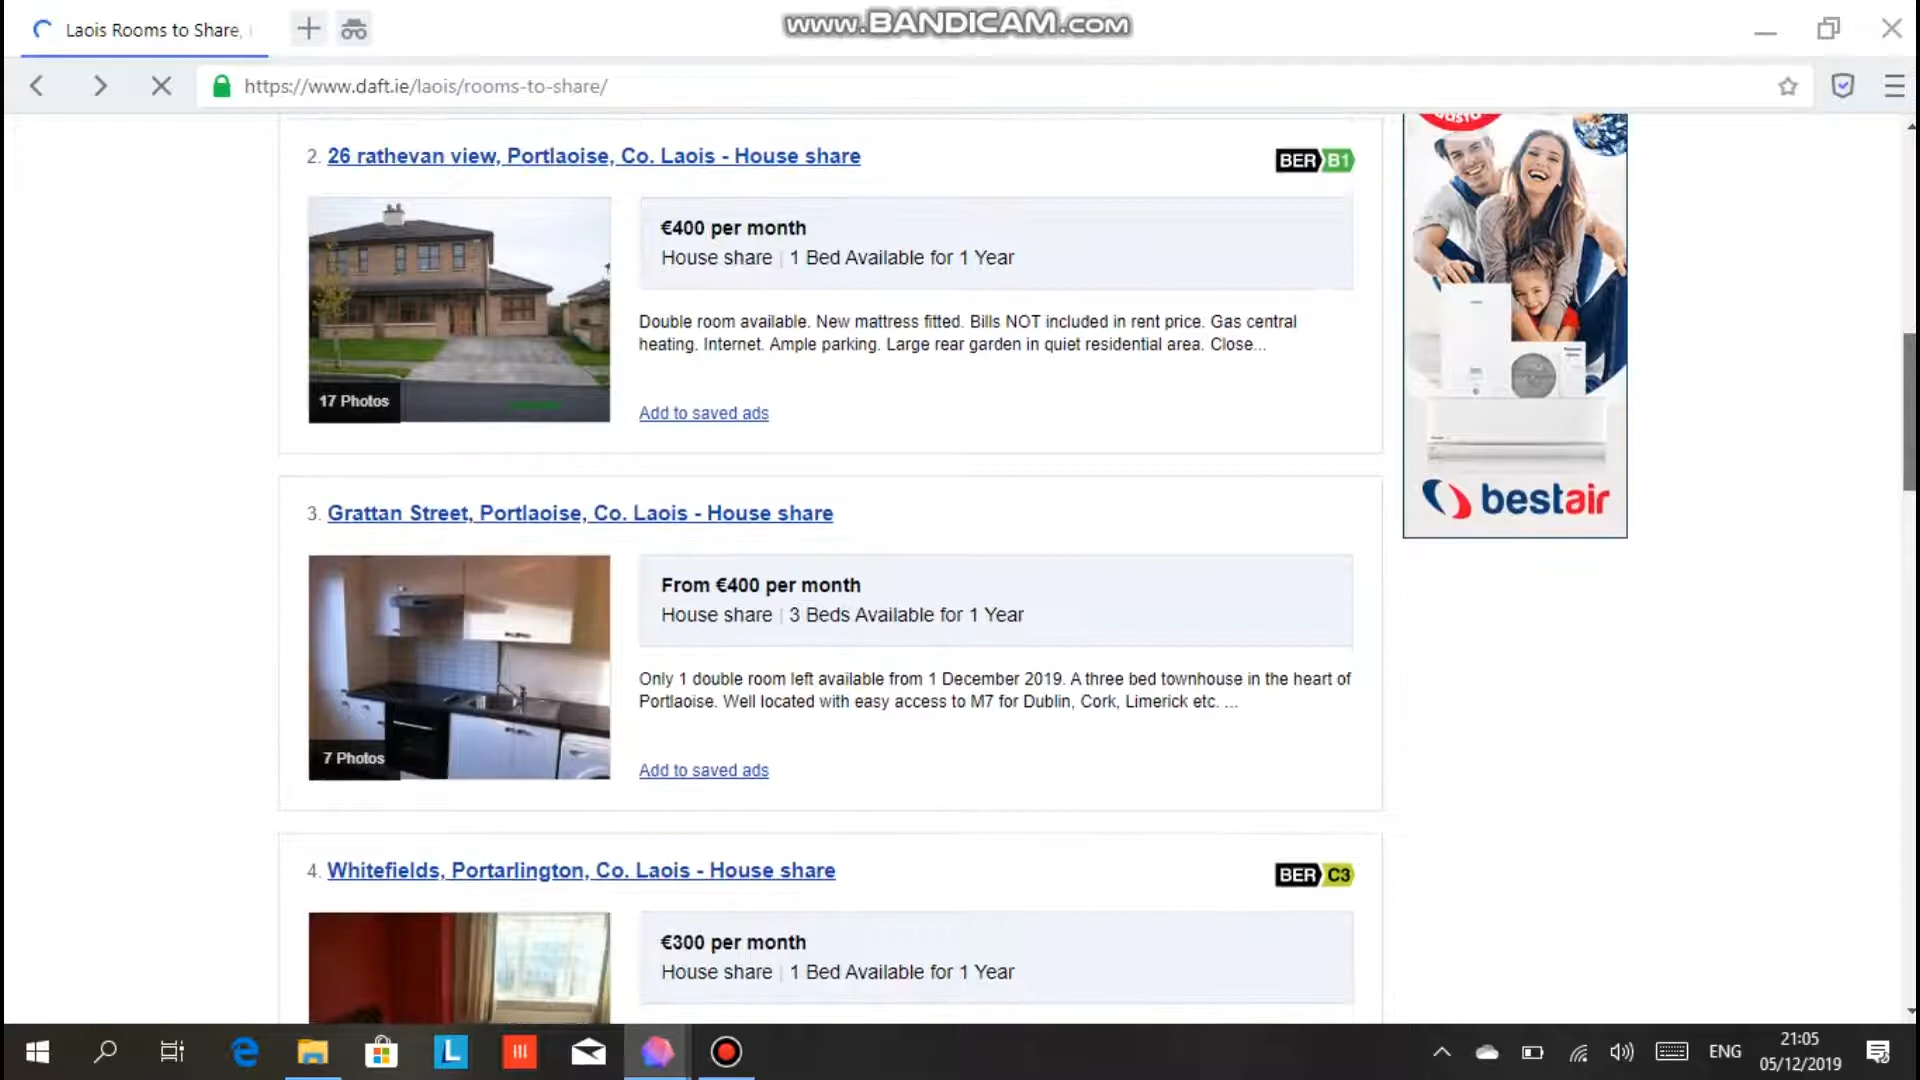 Laois Rooms to Share,
www.BANDICAM.com
https://www.daft.ie/laois/rooms-to-share/
2. 26 rathevan view, Portlaoise, Co. Laois - House share
BER B1
€400 per month
House share | 1 Bed Available for 1 Year
Double room available. New mattress fitted. Bills NOT included in rent price. Gas central
heating. Internet. Ample parking. Large rear garden in quiet residential area. Close...
17 Photos
Add to saved ads
bestair
3. Grattan Street, Portlaoise, Co. Laois - House share
From €400 per month
House share | 3 Beds Available for 1 Year
Only 1 double room left available from 1 December 2019. A three bed townhouse in the heart of
Portlaoise. Well located with easy access to M7 for Dublin, Cork, Limerick etc. ...
7 Photos
Add to saved ads
4. Whitefields, Portarlington, Co. Laois - House share
BER C3
€300 per month
House share | 1 Bed Available for 1 Year
L
ENG
21:05
05/12/2019